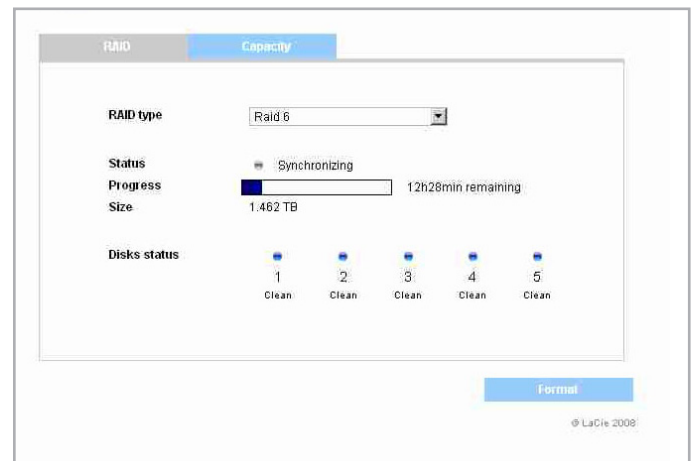 RAID Capacity
RAID type Raid 6
Status Synchronizing
Progress 12h28min remaining
Size 1.462 TB
Disks status
1 2 3 4 5
Clean Clean Clean Clean Clean
Format
© LaCie 2008